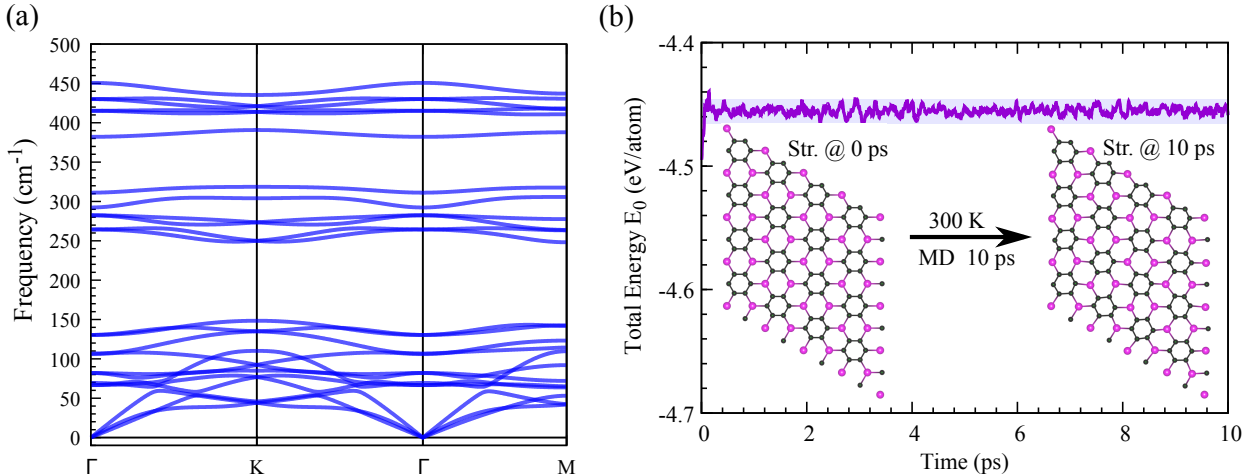 (a)
500
450
400
350
300
250
200
150
100
50
0
Frequency (cm⁻¹)
Γ K Γ M
(b)
-4.4
-4.5
-4.6
-4.7
Total Energy E₀ (eV/atom)
Str. @ 0 ps
Str. @ 10 ps
300 K
MD 10 ps
0 2 4 6 8 10
Time (ps)